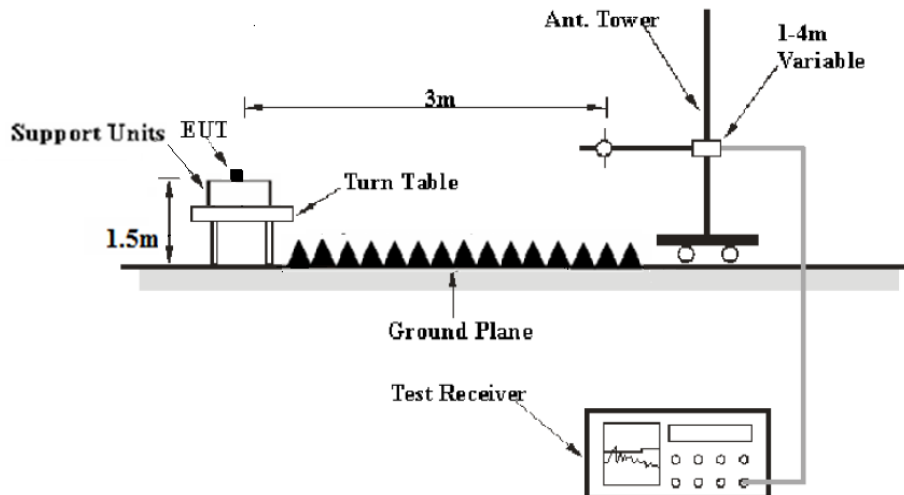 Ant. Tower
1-4m
Variable
3m
Support Units
EUT
Turn Table
1.5m
Ground Plane
Test Receiver